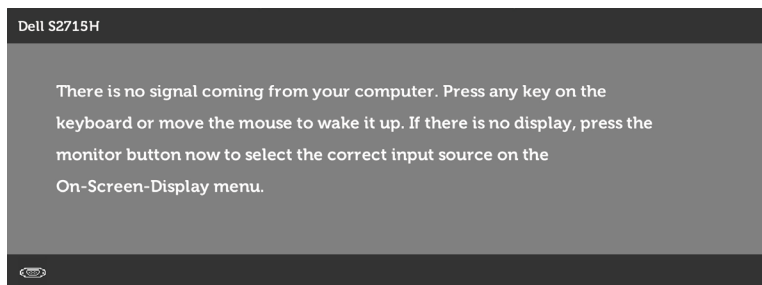 Dell S2715H
There is no signal coming from your computer. Press any key on the
keyboard or move the mouse to wake it up. If there is no display, press the
monitor button now to select the correct input source on the
On-Screen-Display menu.